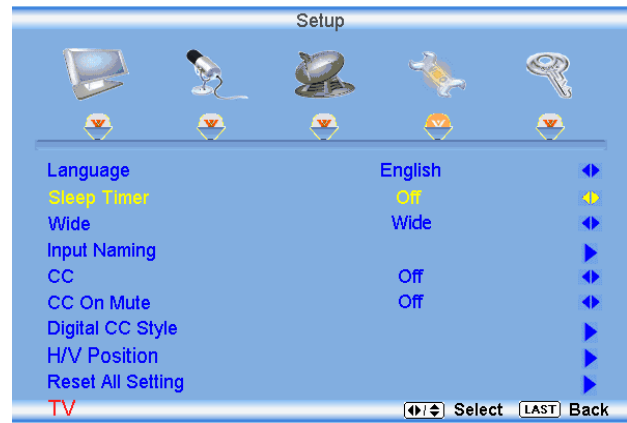 Setup
Language English
Sleep Timer Off
Wide Wide
Input Naming
CC Off
CC On Mute Off
Digital CC Style
H/V Position
Reset All Setting
TV / Select LAST Back